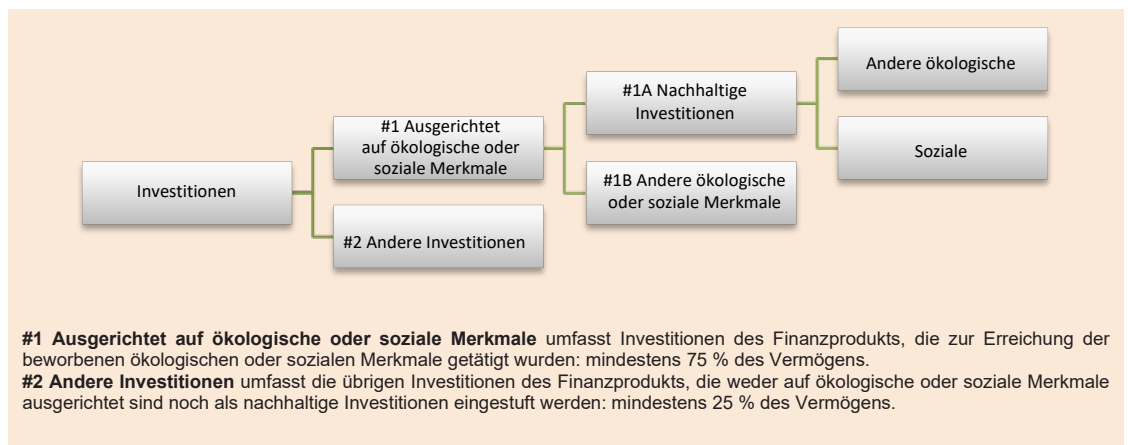 Investitionen
#1 Ausgerichtet
auf ökologische oder
soziale Merkmale
#2 Andere Investitionen
#1A Nachhaltige
Investitionen
#1B Andere ökologische
oder soziale Merkmale
Andere ökologische
Soziale
#1 Ausgerichtet auf ökologische oder soziale Merkmale umfasst Investitionen des Finanzprodukts, die zur Erreichung der
beworbenen ökologischen oder sozialen Merkmale getätigt wurden: mindestens 75 % des Vermögens.
#2 Andere Investitionen umfasst die übrigen Investitionen des Finanzprodukts, die weder auf ökologische oder soziale Merkmale
ausgerichtet sind noch als nachhaltige Investitionen eingestuft werden: mindestens 25 % des Vermögens.